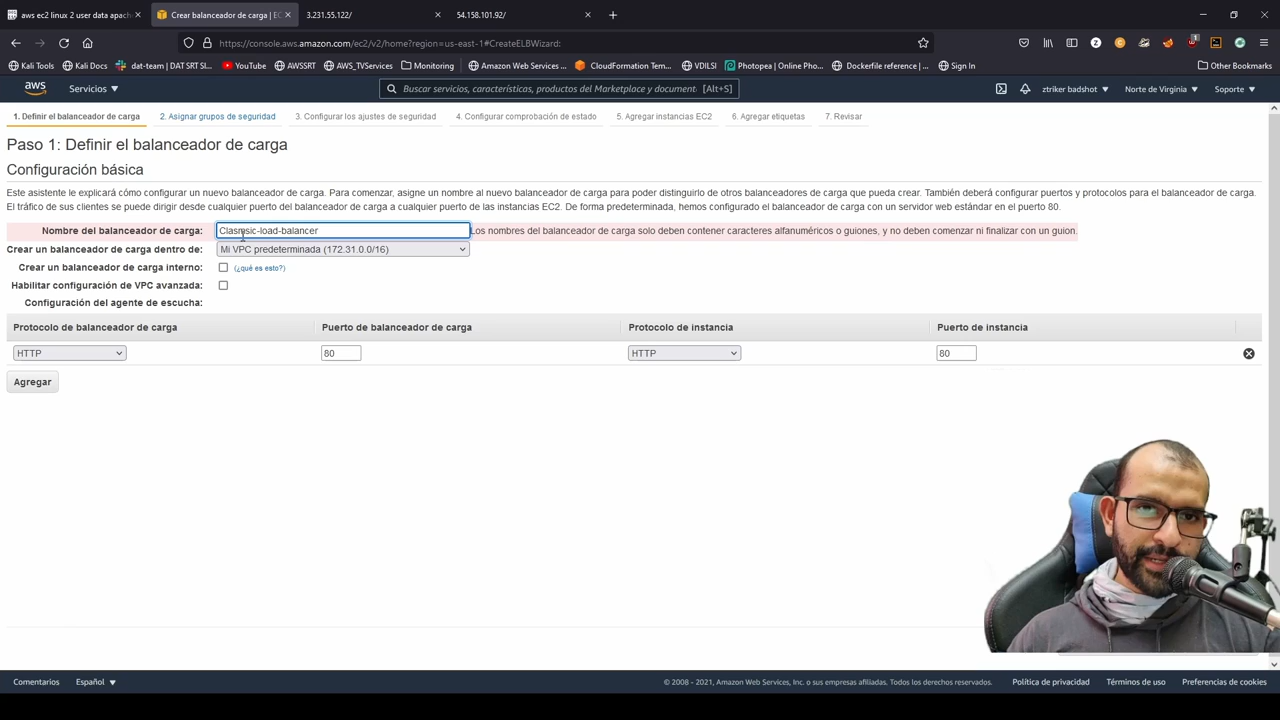 aws ec2 linux 2 user data apach
Crear balanceador de carga | EC
3.231.55.122/
54.158.101.92/
https://console.aws.amazon.com/ec2/v2/home?region=us-east-1#CreateELBWizard:
Kali Tools
Kali Docs
dat-team | DAT SRT SI...
YouTube
AWSSRT
AWS_TVServices
Monitoring
Amazon Web Services ...
CloudFormation Temp...
VDILSI
Photopea | Online Pho...
Dockerfile referece | ...
Sign In
Other Bookmarks
aws
Servicios
Buscar servicios, características, productos del Marketplace y document
[Alt+S]
ztriker badshot
Norte de Virginia
Soporte
1. Definir el balanceador de carga
2. Asignar grupos de seguridad
3. Configurar los ajustes de seguridad
4. Configurar comprobación de estado
5. Agregar instancias EC2
6. Agregar etiquetas
7. Revisar
Paso 1: Definir el balanceador de carga
Configuración básica
Este asistente le explicará cómo configurar un nuevo balanceador de carga. Para comenzar, asigne un nombre al nuevo balanceador de carga para poder distinguirlo de otros balanceadores de carga que pueda crear. También deberá configurar puertos y protocolos para el balanceador de carga.
El tráfico de sus clientes se puede dirigir desde cualquier puerto del balanceador de carga a cualquier puerto de las instancias EC2. De forma predeterminada, hemos configurado el balanceador de carga con un servidor web estándar en el puerto 80.
Nombre del balanceador de carga:
-load-balancer
Los nombres del balanceador de carga solo deben contener caracteres alfanuméricos o guiones, y no deben comenzar ni finalizar con un guion.
Crear un balanceador de carga dentro de:
Mi VPC predeterminada (172.31.0.0/16)
Crear un balanceador de carga interno:
(¿qué es esto?)
Habilitar configuración de VPC avanzada:
Configuración del agente de escucha:
Protocolo de balanceador de carga
Puerto de balanceador de carga
Protocolo de instancia
Puerto de instancia
HTTP
80
HTTP
80
Agregar
Comentarios
Español
© 2008 - 2021, Amazon Web Services, Inc. o sus empresas afiliadas. Todos los derechos reservados.
Política de privacidad
Términos de uso
Preferencias de cookies